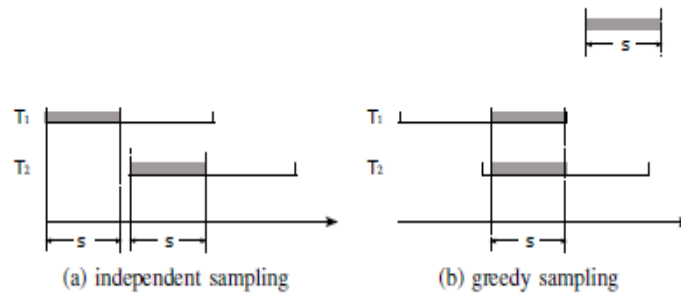 s
T₁
T₂
s
s
(a) independent sampling
T₁
T₂
s
(b) greedy sampling